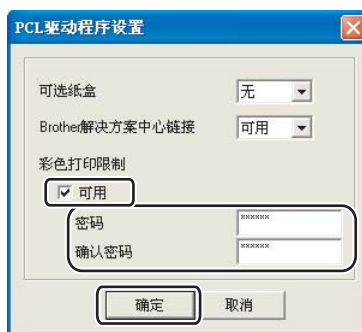 PCL驱动程序设置
可选纸盒 无
Brother解决方案中心链接 可用
彩色打印限制
可用
密码 ××××××
确认密码 ××××××
确定 取消